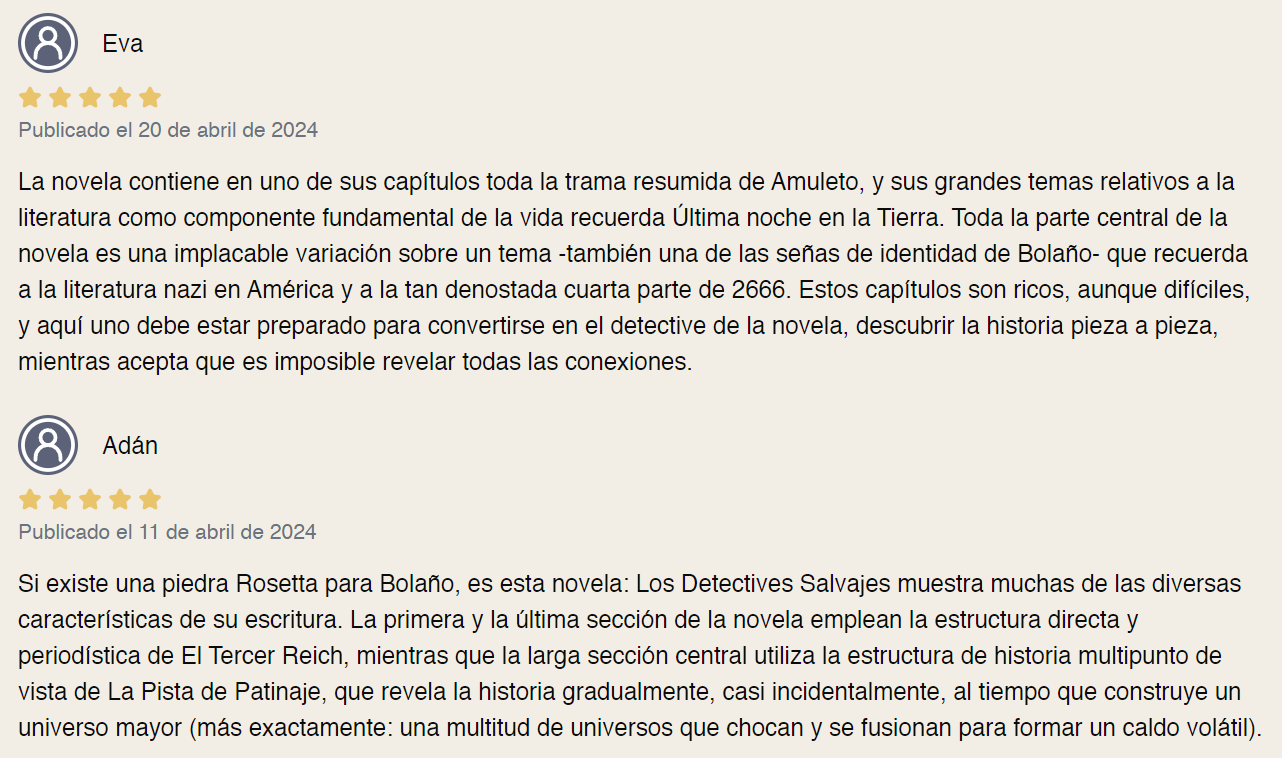 Eva
Publicado el 20 de abril de 2024
La novela contiene en uno de sus capítulos toda la trama resumida de Amuleto, y sus grandes temas relativos a la
literatura como componente fundamental de la vida recuerda Última noche en la Tierra. Toda la parte central de la
novela es una implacable variación sobre un tema -también una de las señas de identidad de Bolaño- que recuerda
a la literatura nazi en América y a la tan denostada cuarta parte de 2666. Estos capítulos son ricos, aunque difíciles,
y aquí uno debe estar preparado para convertirse en el detective de la novela, descubrir la historia pieza a pieza,
mientras acepta que es imposible revelar todas las conexiones.
Adán
Publicado el 11 de abril de 2024
Si existe una piedra Rosetta para Bolaño, es esta novela: Los Detectives Salvajes muestra muchas de las diversas
características de su escritura. La primera y la última sección de la novela emplean la estructura directa y
periodística de El Tercer Reich, mientras que la larga sección central utiliza la estructura de historia multipunto de
vista de La Pista de Patinaje, que revela la historia gradualmente, casi incidentalmente, al tiempo que construye un
universo mayor (más exactamente: una multitud de universos que chocan y se fusionan para formar un caldo volátil).